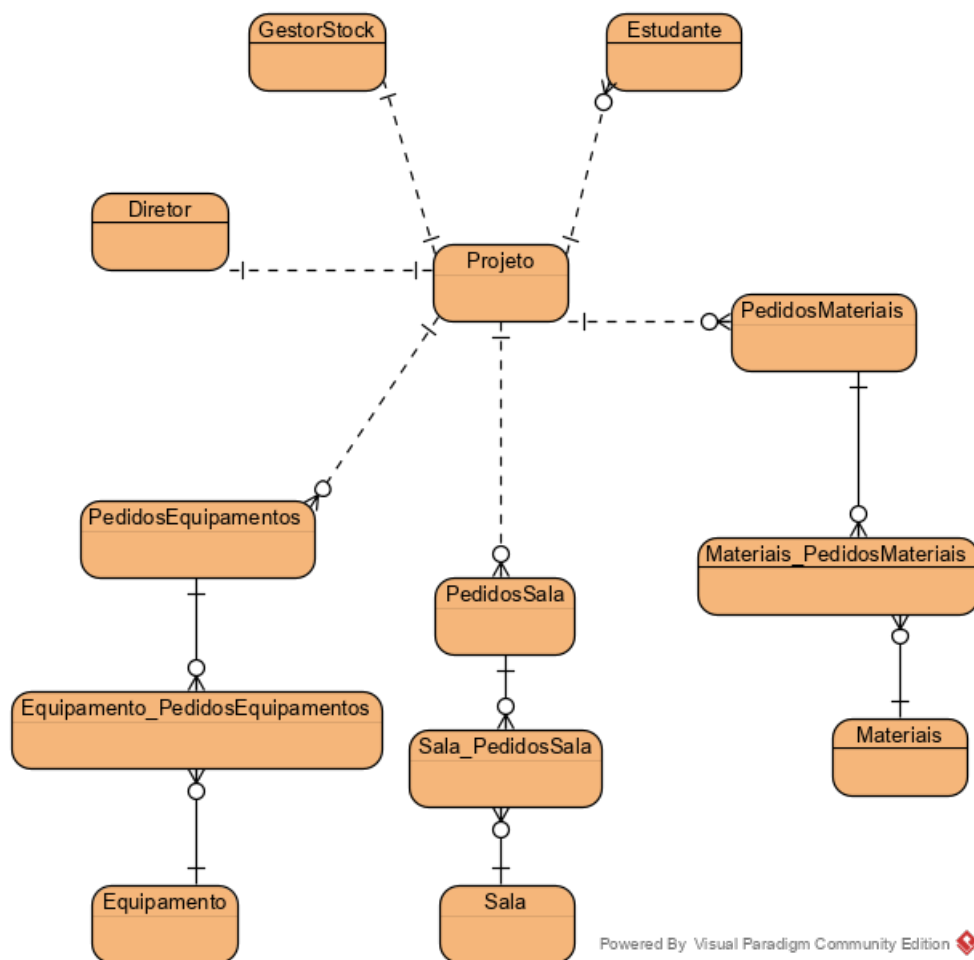 GestorStock
Estudante
Diretor
Projeto
PedidosMateriais
PedidosEquipamentos
Materiais_PedidosMateriais
PedidosSala
Equipamento_PedidosEquipamentos
Sala_PedidosSala
Materiais
Equipamento
Sala
Powered By Visual Paradigm Community Edition